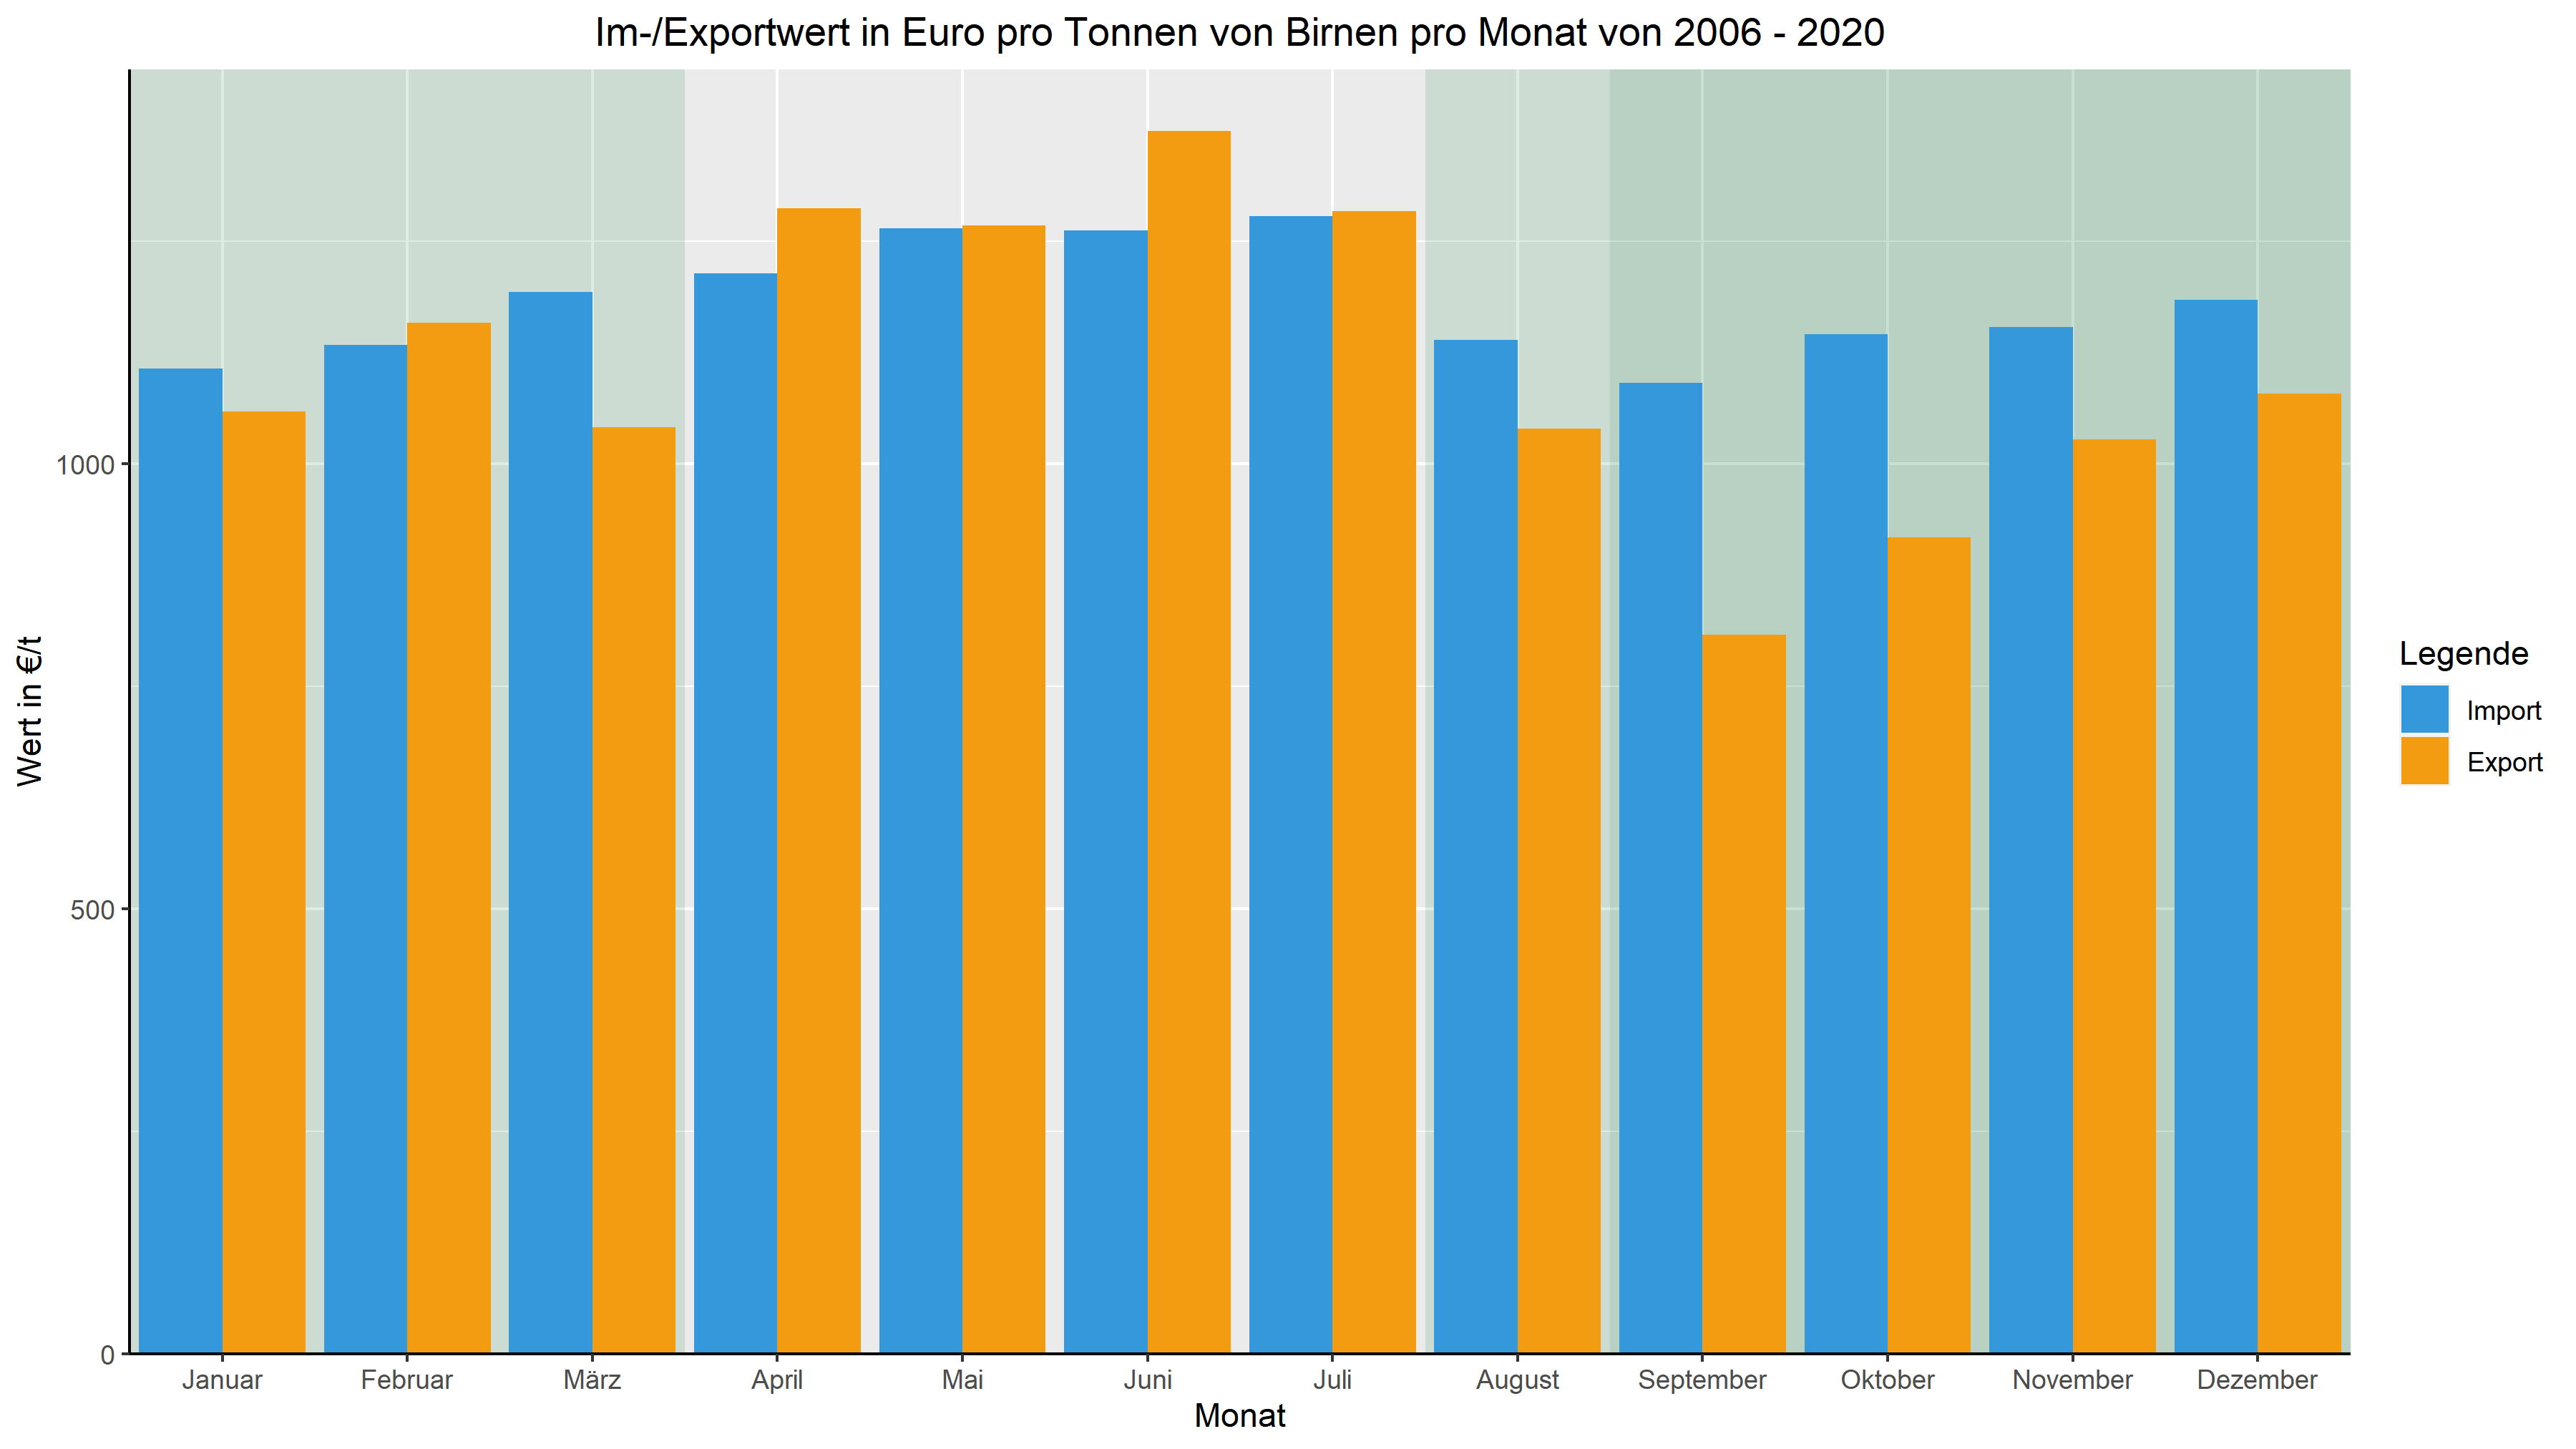 Im-/Exportwert in Euro pro Tonnen von Birnen pro Monat von 2006 - 2020
Wert in €/t
1000
500
0
Januar Februar März April Mai Juni Juli August September Oktober November Dezember
Monat
Legende
Import
Export